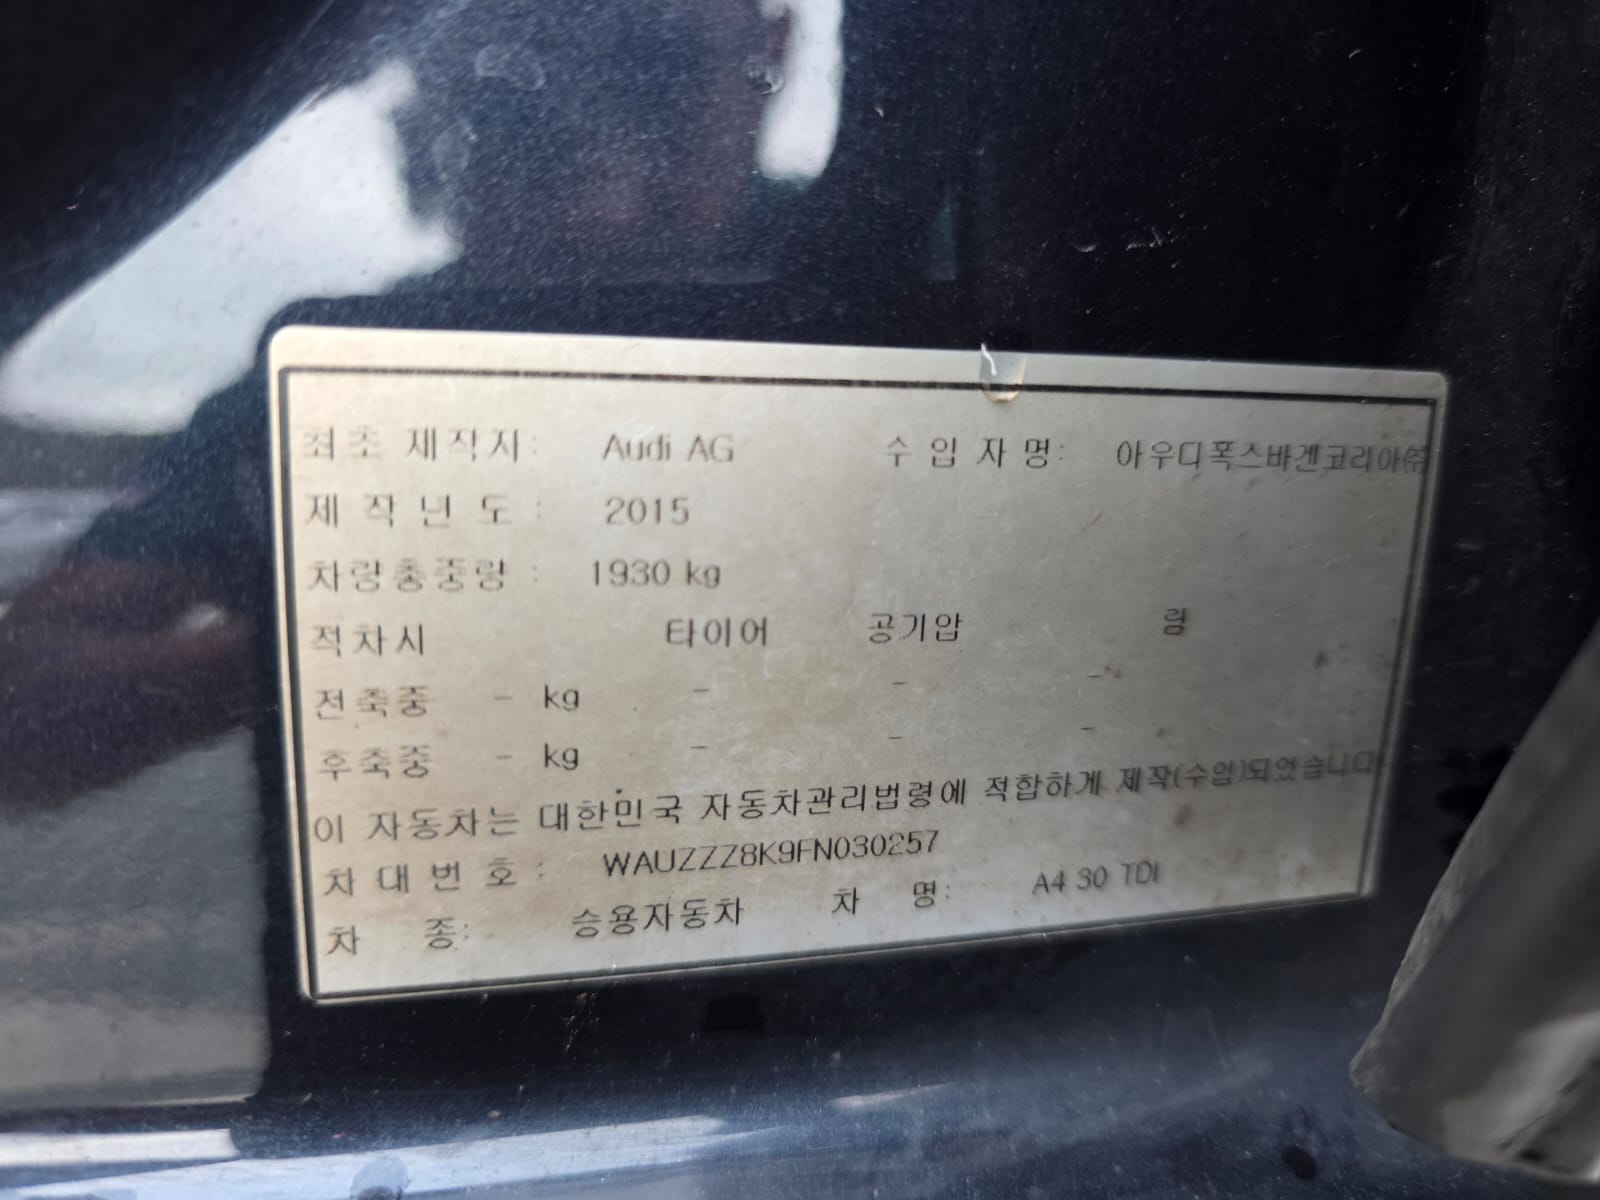 최초 제작자: Audi AG 수 입 자 명: 아우디폭스바겐코리아㈜
제 작 년 도 : 2015
차량총중량 : 1930 kg
적차시 타이어 공기압 림
전축중 - kg - - -
후축중 - kg - - -
이 자동차는 대한민국 자동차관리법령에 적합하게 제작(수입)되었습니다
차 대 번 호 : WAUZZZ8K9FN030257
차 종: 승용자동차 차 명: A4 30 TDI